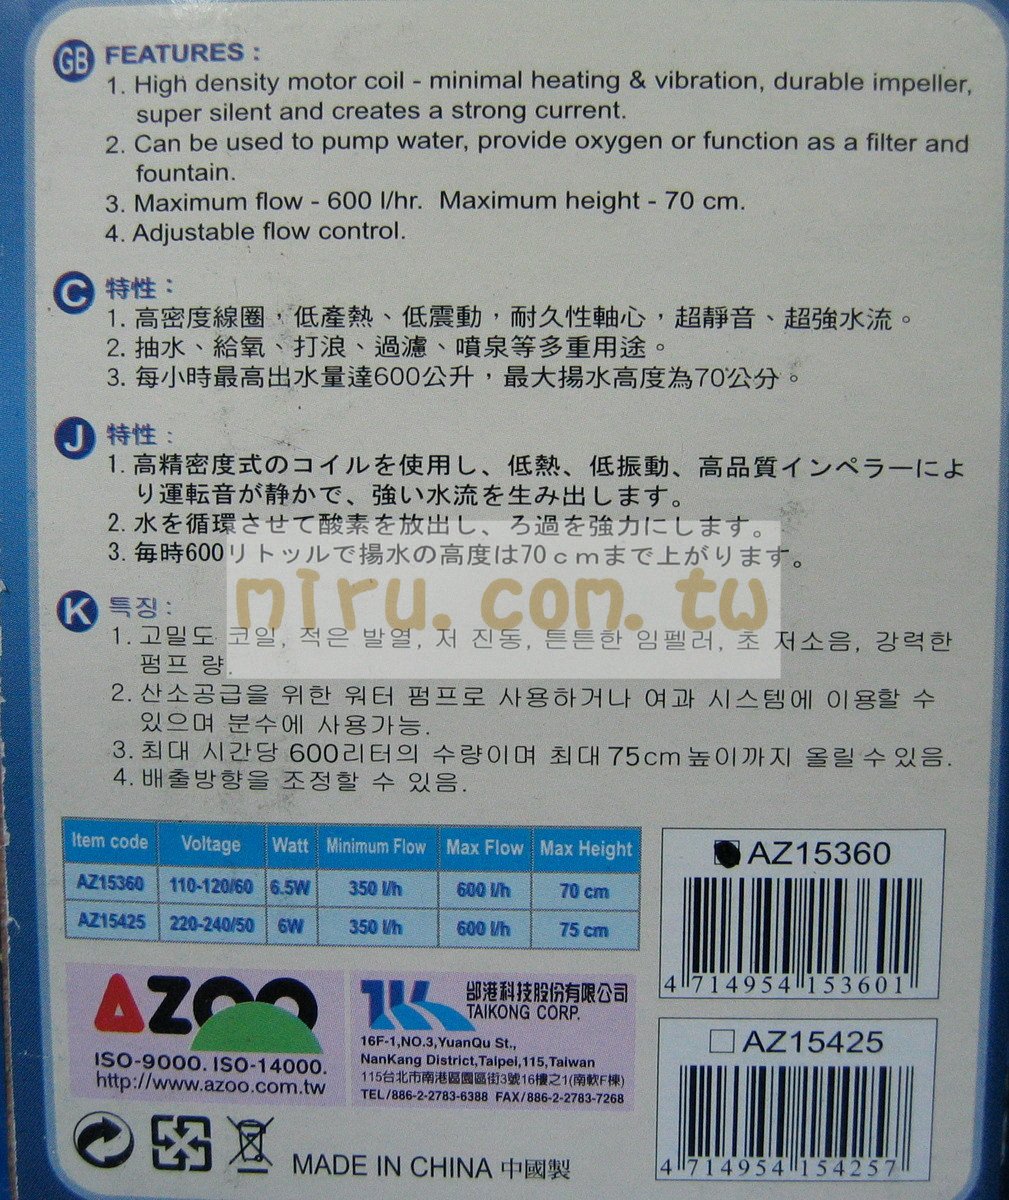 GB FEATURES :
1. High density motor coil - minimal heating & vibration, durable impeller,
super silent and creates a strong current.
2. Can be used to pump water, provide oxygen or function as a filter and
fountain.
3. Maximum flow - 600 l/hr. Maximum height - 70 cm.
4. Adjustable flow control.
C 特性：
1. 高密度線圈，低產熱、低震動，耐久性軸心，超靜音、超強水流。
2. 抽水、給氧、打浪、過濾、噴泉等多重用途。
3. 每小時最高出水量達600公升，最大揚水高度為70公分。
J 特性：
1. 高精密度式のコイルを使用し、低熱、低振動、高品質インペラーによ
り運転音が静かで、強い水流を生み出します。
2. 水を循環させて酸素を放出し、ろ過を強力にします。
3. 毎時600リトッルで揚水の高度は70ｃｍまで上がります。
miru.com.tw
K 특징:
1. 고밀도 코일, 적은 발열, 저 진동, 튼튼한 임펠러, 초 저소음, 강력한
펌프 량.
2. 산소공급을 위한 워터 펌프로 사용하거나 여과 시스템에 이용할 수
있으며 분수에 사용가능.
3. 최대 시간당 600리터의 수량이며 최대 75cm높이까지 올릴 수 있음.
4. 배출방향을 조정할 수 있음.
Item code Voltage Watt Minimum Flow Max Flow Max Height
AZ15360 110-120/60 6.5W 350 l/h 600 l/h 70 cm
AZ15425 220-240/50 6W 350 l/h 600 l/h 75 cm
AZ15360
4 714954 153601
AZOO
ISO-9000. ISO-14000.
http://www.azoo.com.tw
邰港科技股份有限公司
TAIKONG CORP.
16F-1,NO.3,YuanQu St.,
NanKang District,Taipei,115,Taiwan
115台北市南港區園區街3號16樓之1(南軟F棟)
TEL/886-2-2783-6388 FAX/886-2-2783-7268
AZ15425
4 714954 154257
MADE IN CHINA 中國製